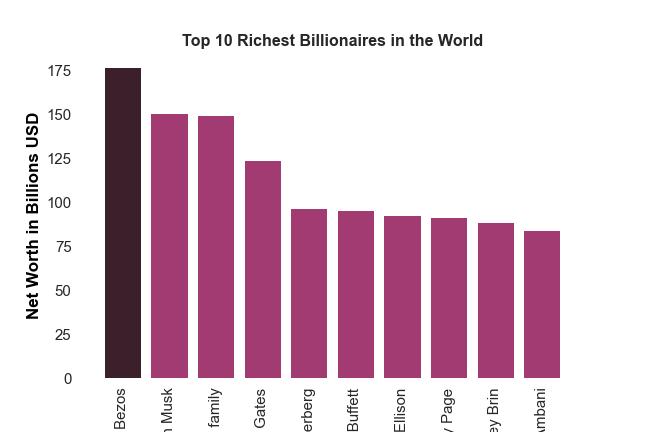 Top 10 Richest Billionaires in the World
Net Worth in Billions USD
175
150
125
100
75
50
25
0
Bezos
Musk
family
Gates
erberg
Buffett
Ellison
Page
ey Brin
Ambani